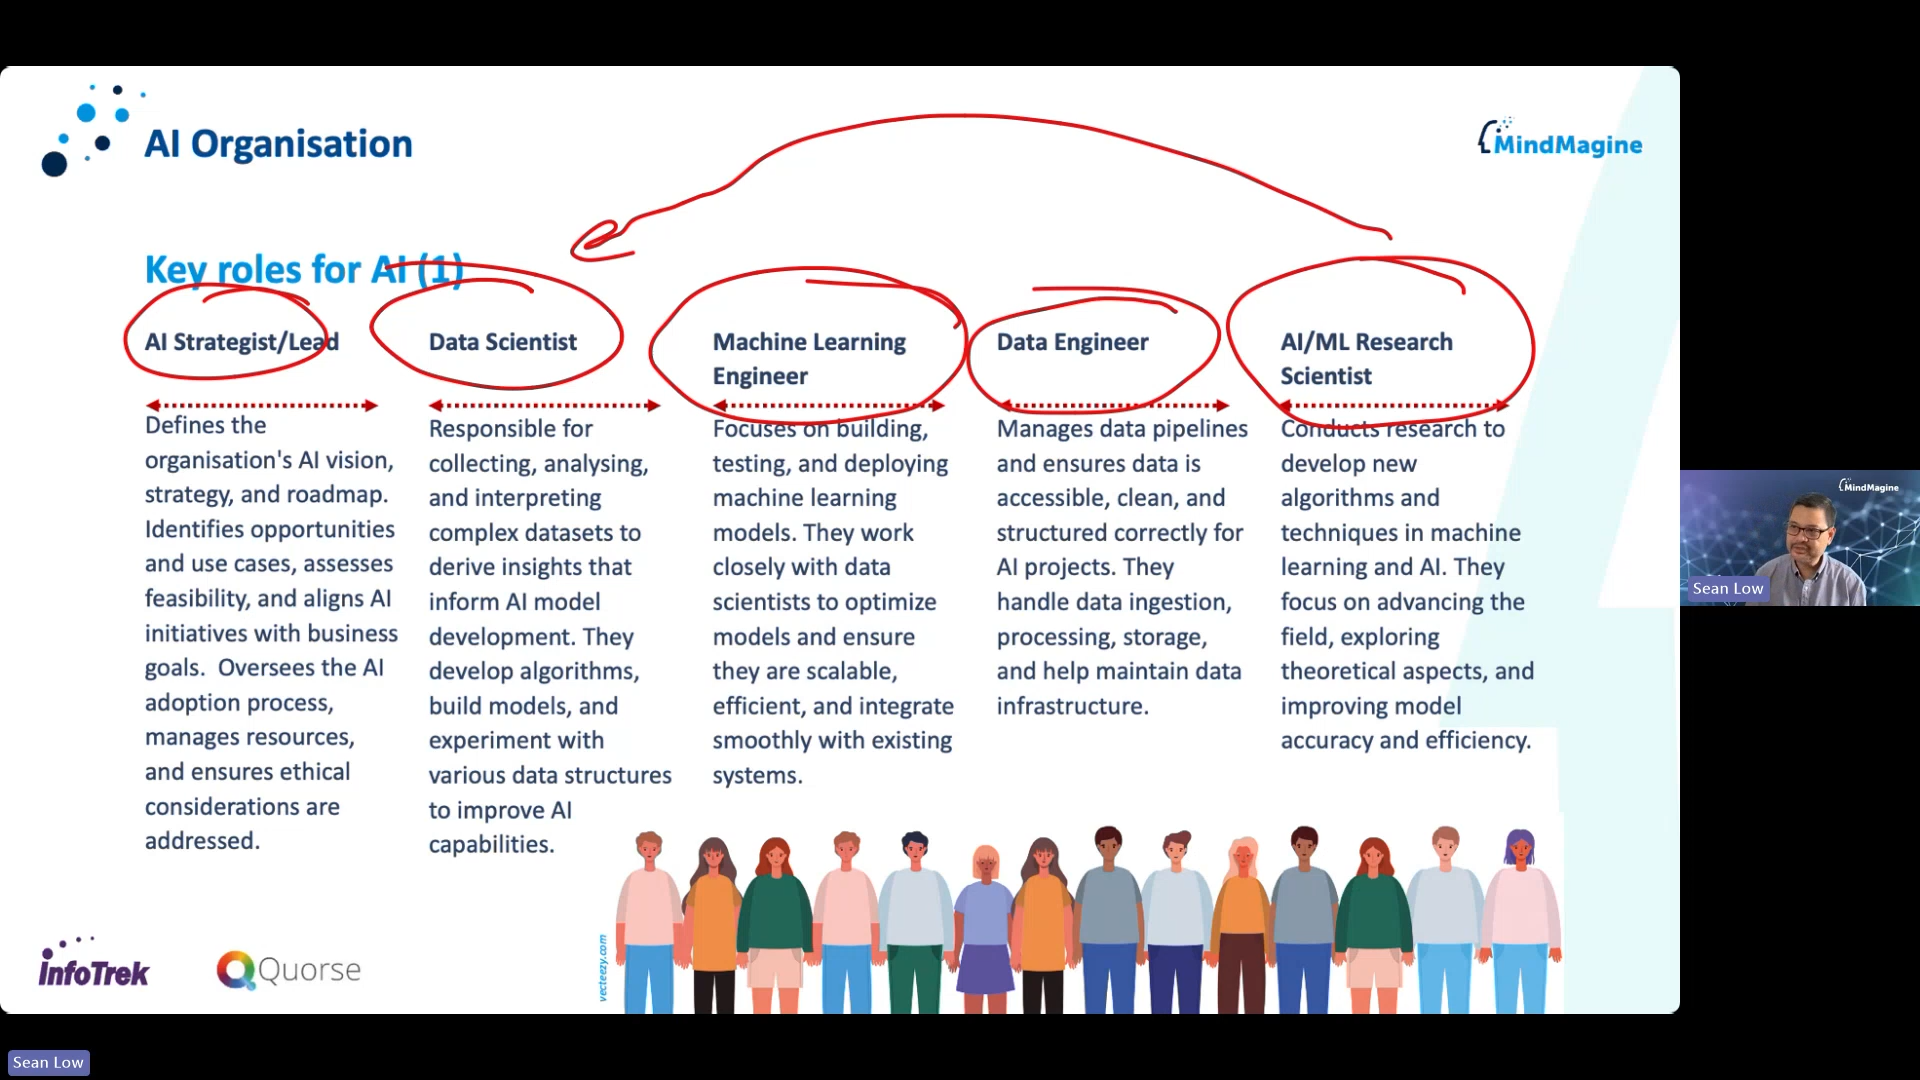 AI Organisation
MindMagine
Key roles for AI (1)
AI Strategist/Lead
Defines the
organisation's AI vision,
strategy, and roadmap.
Identifies opportunities
and use cases, assesses
feasibility, and aligns AI
initiatives with business
goals.  Oversees the AI
adoption process,
manages resources,
and ensures ethical
considerations are
addressed.
Data Scientist
Responsible for
collecting, analysing,
and interpreting
complex datasets to
derive insights that
inform AI model
development. They
develop algorithms,
build models, and
experiment with
various data structures
to improve AI
capabilities.
Machine Learning
Engineer
Focuses on building,
testing, and deploying
machine learning
models. They work
closely with data
scientists to optimize
models and ensure
they are scalable,
efficient, and integrate
smoothly with existing
systems.
Data Engineer
Manages data pipelines
and ensures data is
accessible, clean, and
structured correctly for
AI projects. They
handle data ingestion,
processing, storage,
and help maintain data
infrastructure.
AI/ML Research
Scientist
Conducts research to
develop new
algorithms and
techniques in machine
learning and AI. They
focus on advancing the
field, exploring
theoretical aspects, and
improving model
accuracy and efficiency.
MindMagine
Sean Low
vecteezy.com
infoTrek
Quorse
Sean Low